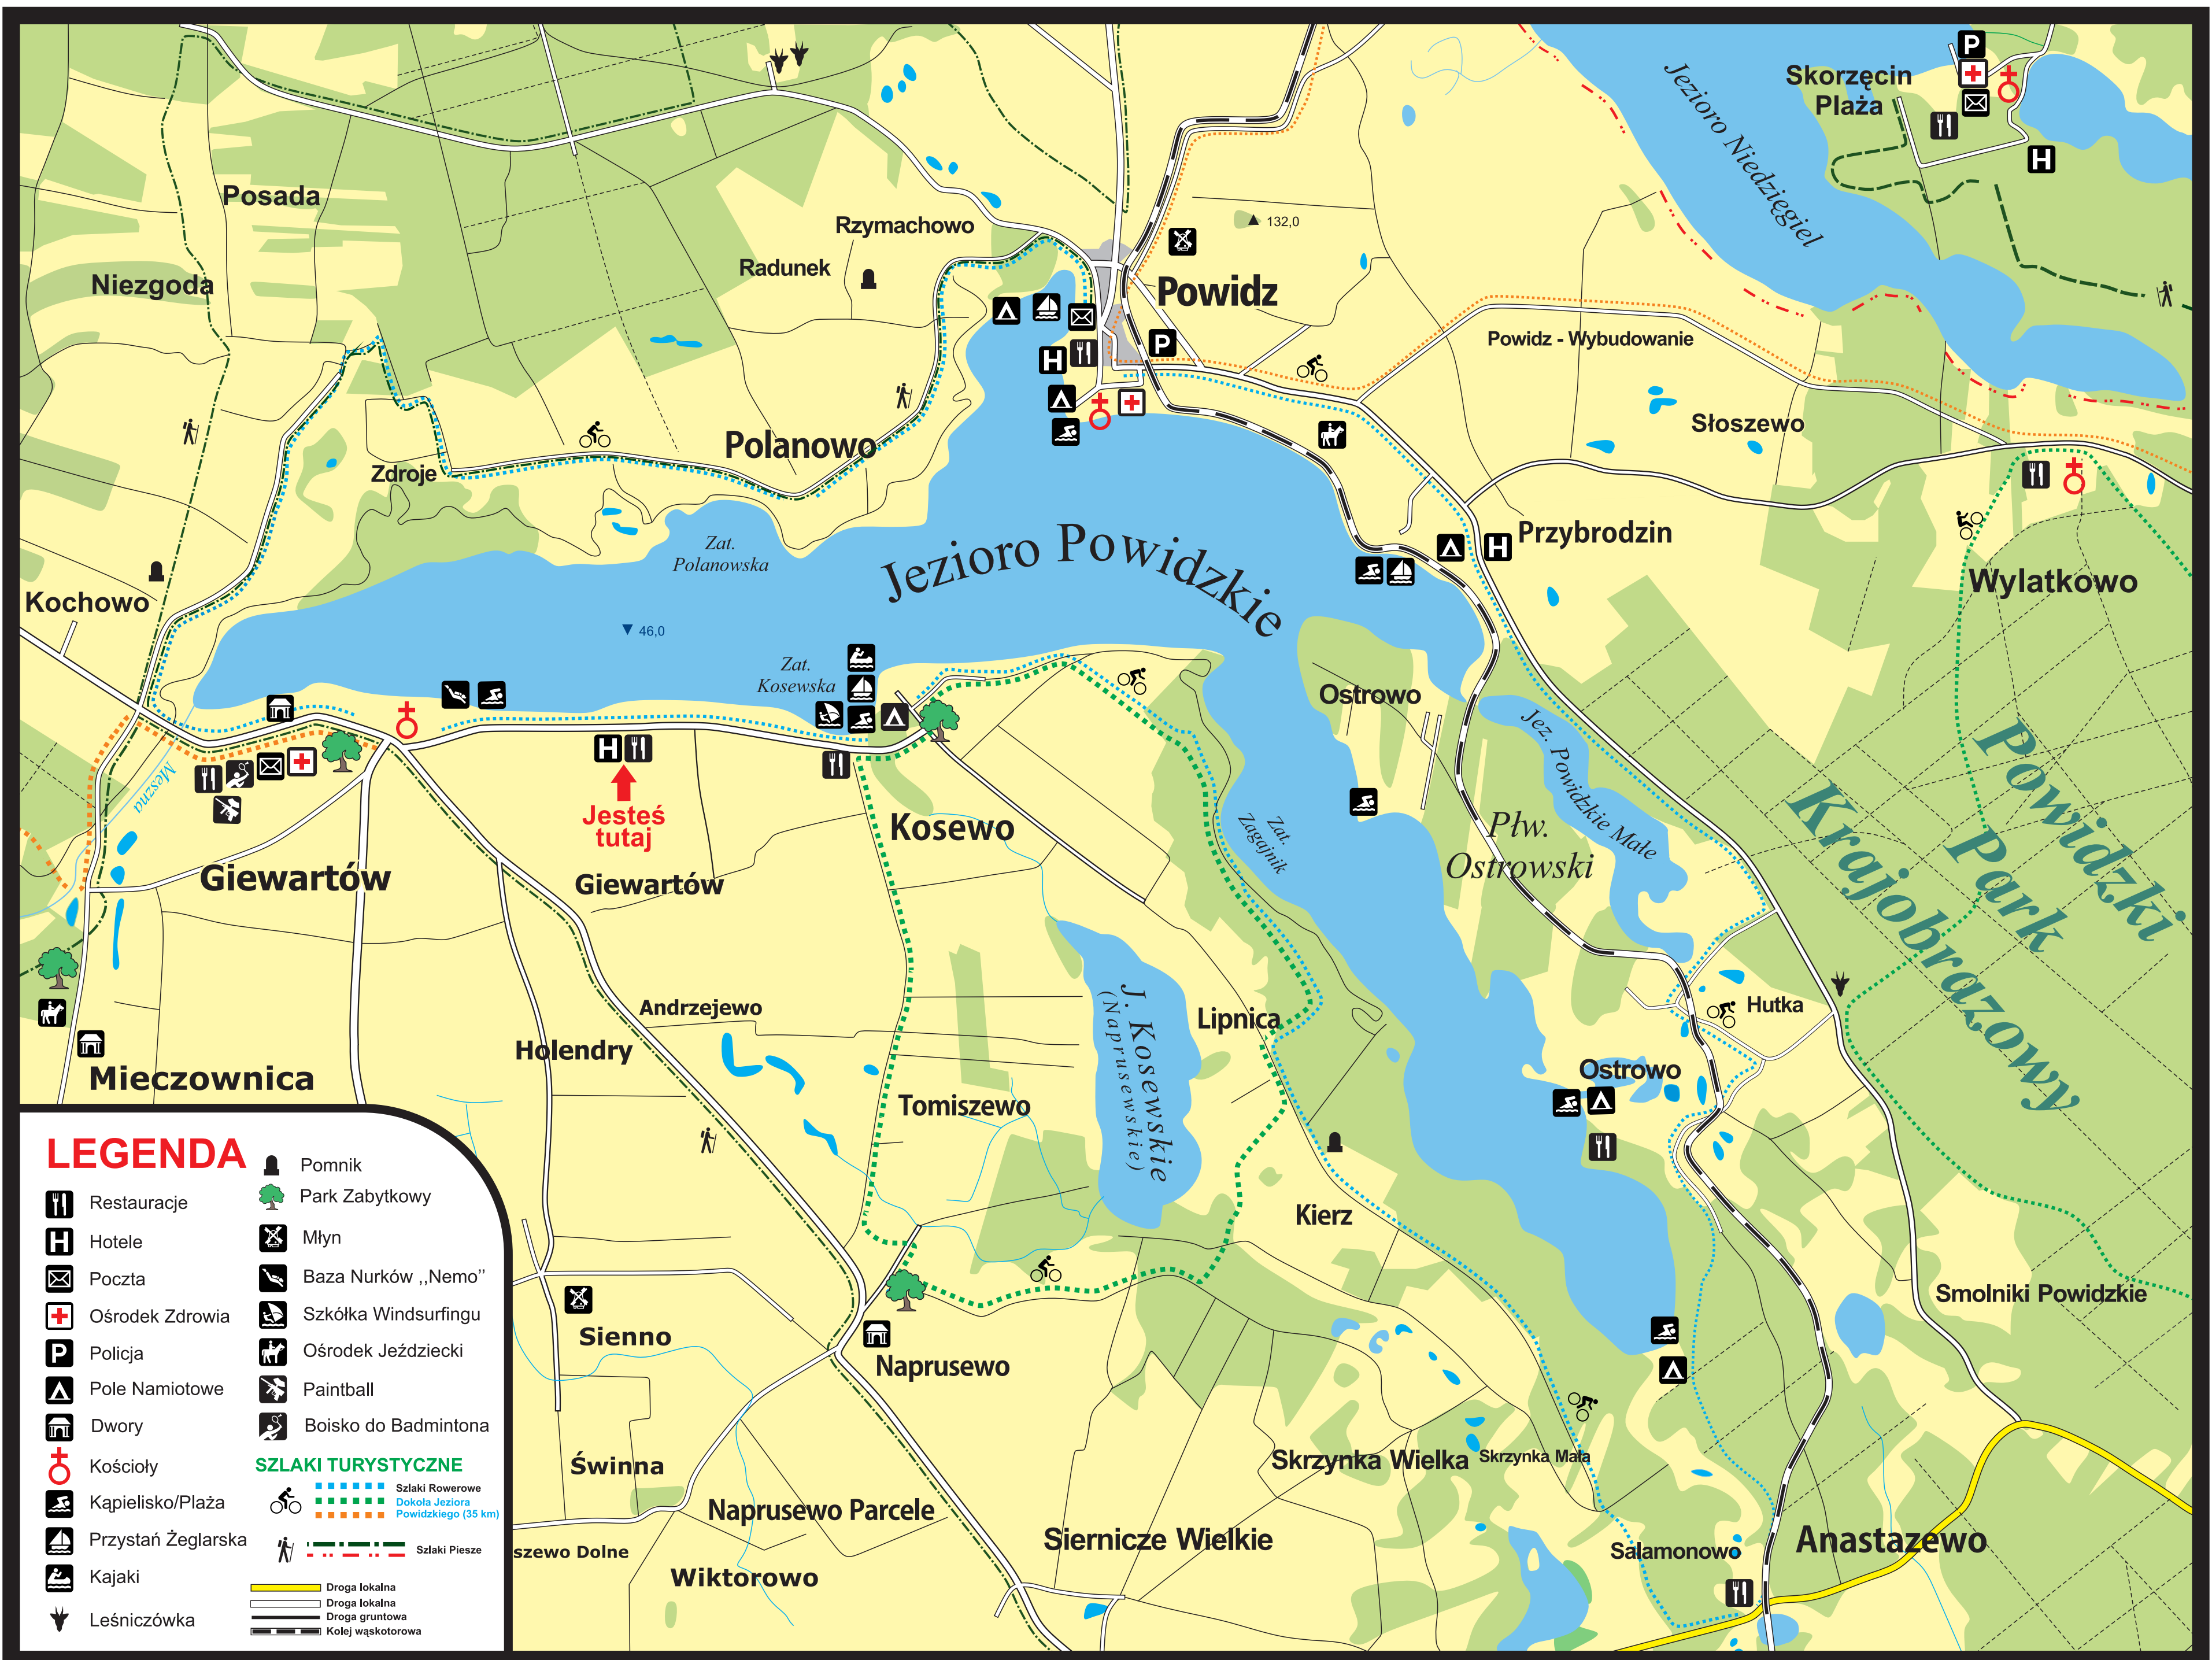 Skorzęcin
Plaża
P
H
Jezioro Niedzięgiel
Posada
Rzymachowo
132,0
Radunek
Niezgoda
Powidz
P
H
Powidz - Wybudowanie
Słoszewo
Polanowo
Zdroje
Zat.
Polanowska
Jezioro Powidzkie
H
Przybrodzin
Wylatkowo
Kochowo
46,0
Zat.
Kosewska
Ostrowo
Jez. Powidzkie Małe
Meszna
H
Jesteś
tutaj
Kosewo
Zat.
Zagajnik
Płw.
Ostrowski
Powidzki
Park
Krajobrazowy
Giewartów
Giewartów
Andrzejewo
Holendry
J. Kosewskie
(Naprusewskie)
Lipnica
Hutka
Ostrowo
Mieczownica
Tomiszewo
Kierz
Smolniki Powidzkie
Sienno
Naprusewo
Świnna
Skrzynka Wielka
Skrzynka Mała
Naprusewo Parcele
Siernicze Wielkie
Salamonowo
Anastazewo
szewo Dolne
Wiktorowo
LEGENDA
Restauracje
H Hotele
Poczta
Ośrodek Zdrowia
P Policja
Pole Namiotowe
Dwory
Kościoły
Kąpielisko/Plaża
Przystań Żeglarska
Kajaki
Leśniczówka
Pomnik
Park Zabytkowy
Młyn
Baza Nurków ,,Nemo”
Szkółka Windsurfingu
Ośrodek Jeździecki
Paintball
Boisko do Badmintona
SZLAKI TURYSTYCZNE
Szlaki Rowerowe
Dokoła Jeziora
Powidzkiego (35 km)
Szlaki Piesze
Droga lokalna
Droga lokalna
Droga gruntowa
Kolej wąskotorowa